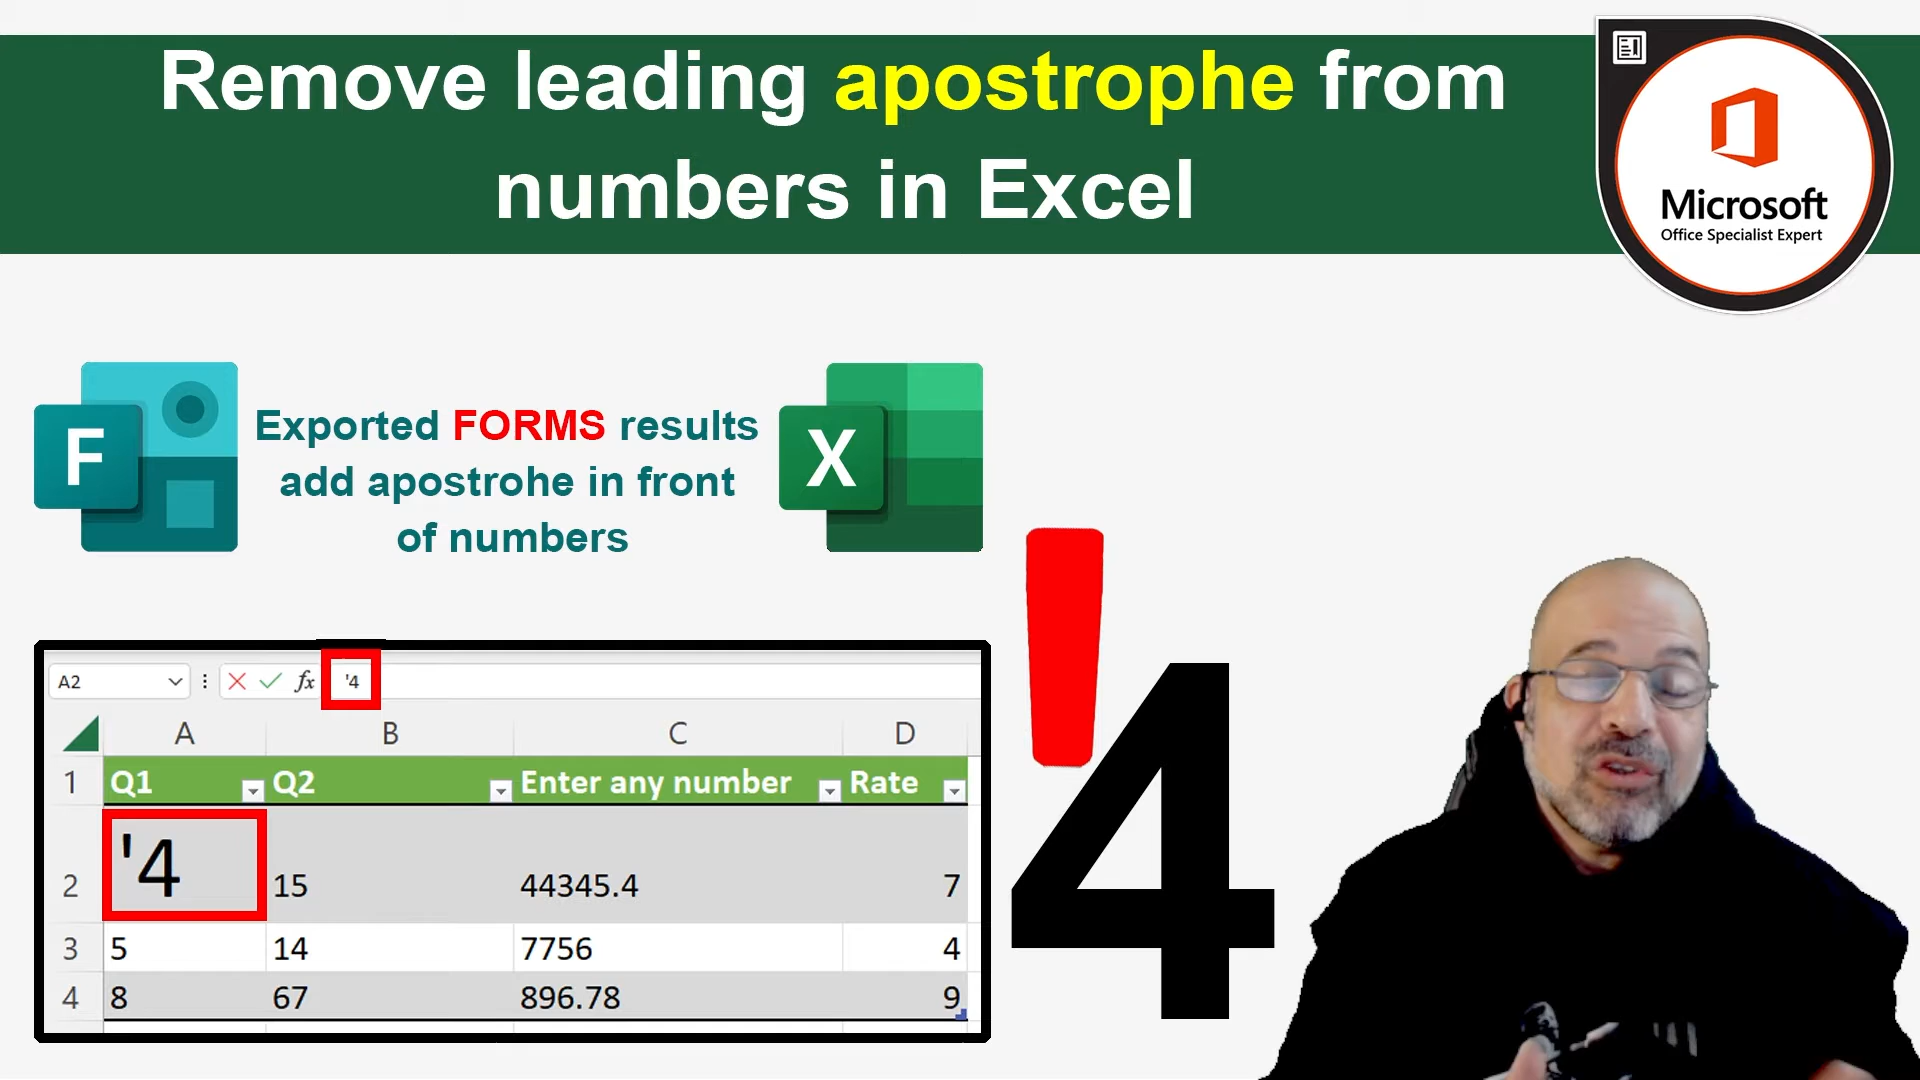 Remove leading apostrophe from
numbers in Excel
Microsoft
Office Specialist Expert
F
Exported FORMS results
add apostrohe in front
of numbers
X
A2 fx '4
A B C D
1 Q1 Q2 Enter any number Rate
2 '4 15 44345.4 7
3 5 14 7756 4
4 8 67 896.78 9
'4